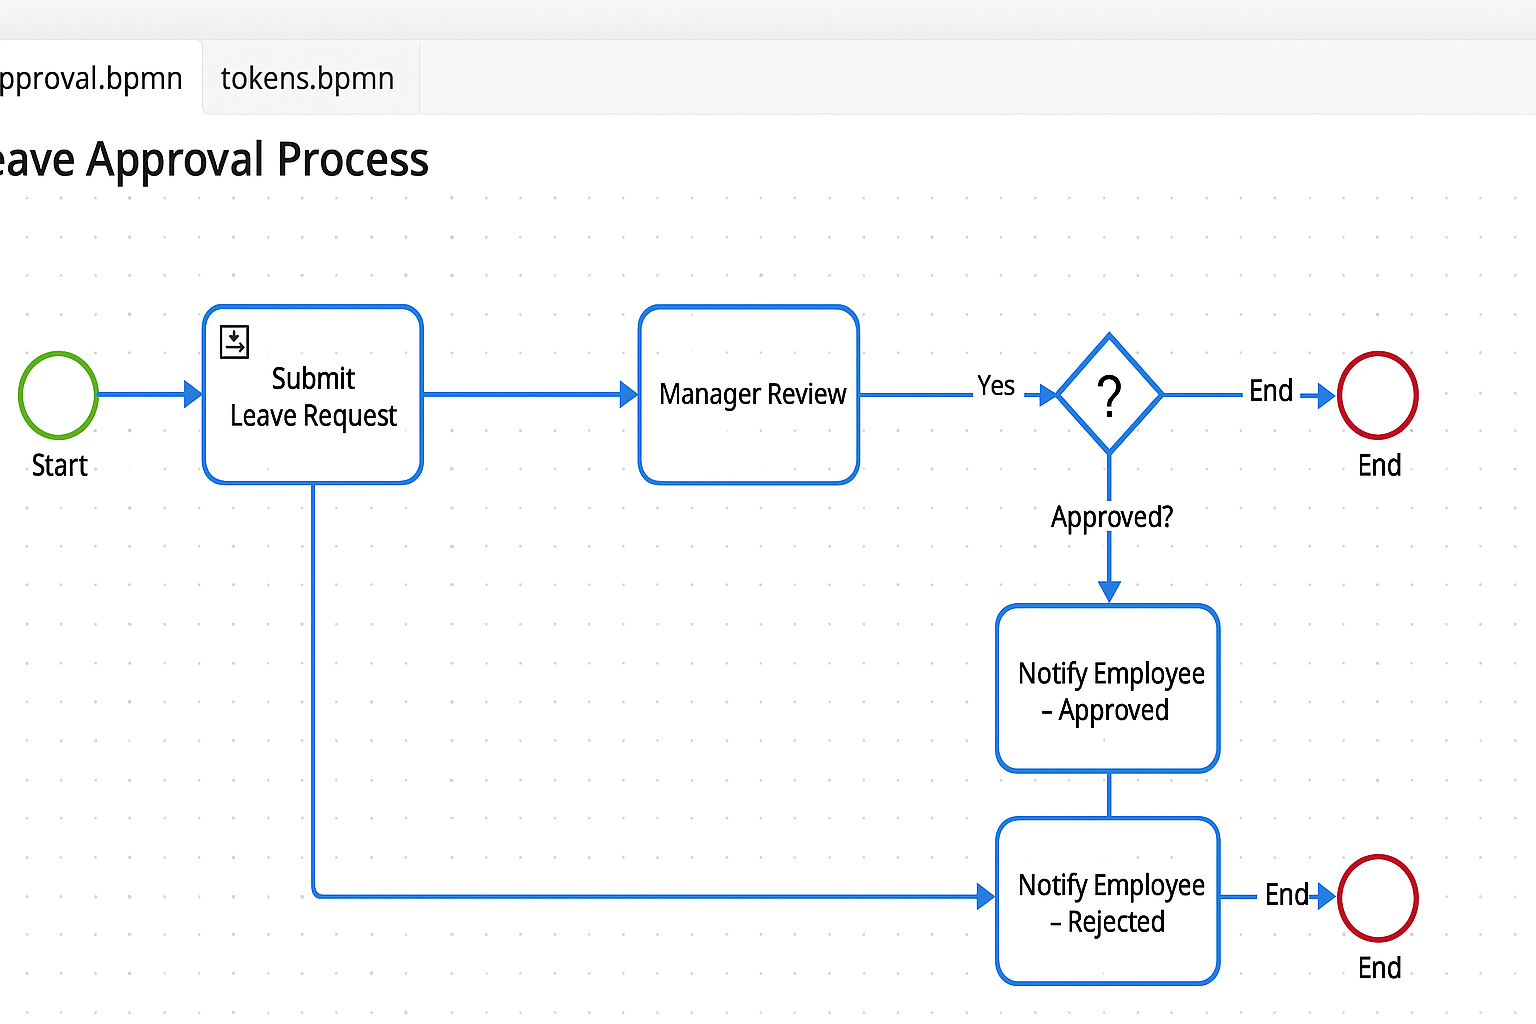 pproval.bpmn
tokens.bpmn
eave Approval Process
Start
Submit
Leave Request
Manager Review
Yes
?
End
End
Approved?
Notify Employee
– Approved
Notify Employee
– Rejected
End
End